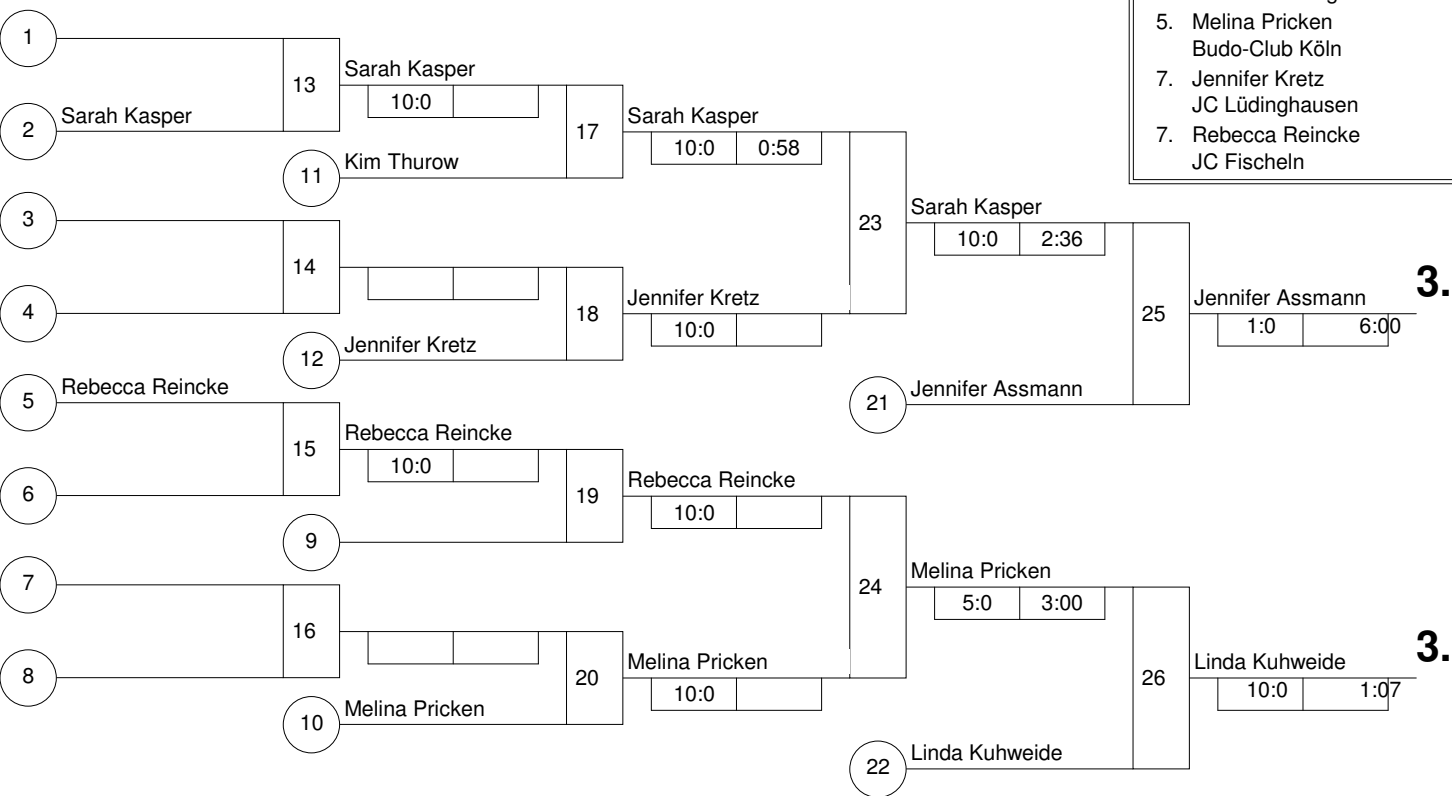 5. Melina Pricken
Budo-Club Köln
7. Jennifer Kretz
JC Lüdinghausen
7. Rebecca Reincke
JC Fischeln
1
2 Sarah Kasper
13 Sarah Kasper
10:0
11 Kim Thurow
17 Sarah Kasper
10:0 0:58
3
4
14
12 Jennifer Kretz
18 Jennifer Kretz
10:0
23 Sarah Kasper
10:0 2:36
21 Jennifer Assmann
25 Jennifer Assmann 3.
1:0 6:00
5 Rebecca Reincke
6
15 Rebecca Reincke
10:0
9
19 Rebecca Reincke
10:0
7
8
16
10 Melina Pricken
20 Melina Pricken
10:0
24 Melina Pricken
5:0 3:00
22 Linda Kuhweide
26 Linda Kuhweide 3.
10:0 1:07